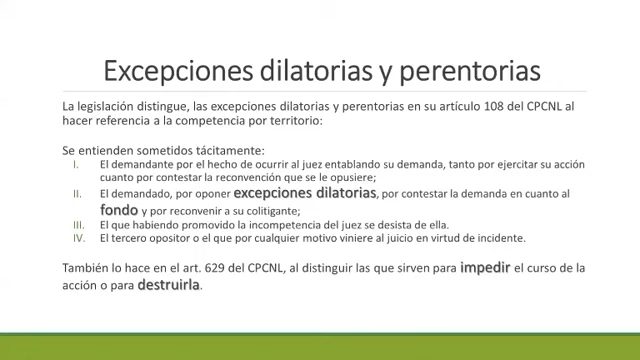 Excepciones dilatorias y perentorias
La legislación distingue, las excepciones dilatorias y perentorias en su artículo 108 del CPCNL al
hacer referencia a la competencia por territorio:
Se entienden sometidos tácitamente:
I. El demandante por el hecho de ocurrir al juez entablando su demanda, tanto por ejercitar su acción
cuanto por contestar la reconvención que se le opusiere;
II. El demandado, por oponer excepciones dilatorias, por contestar la demanda en cuanto al
fondo y por reconvenir a su colitigante;
III. El que habiendo promovido la incompetencia del juez se desista de ella.
IV. El tercero opositor o el que por cualquier motivo viniere al juicio en virtud de incidente.
También lo hace en el art. 629 del CPCNL, al distinguir las que sirven para impedir el curso de la
acción o para destruirla.